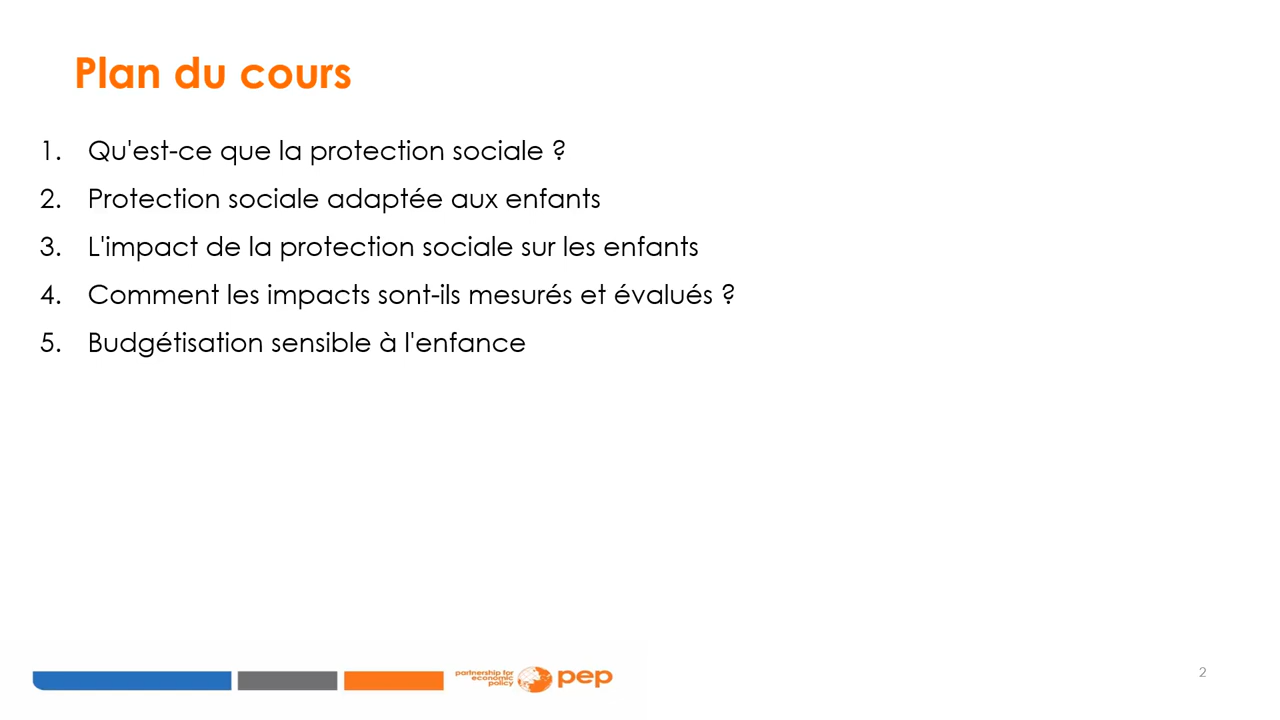 Plan du cours
1. Qu'est-ce que la protection sociale ?
2. Protection sociale adaptée aux enfants
3. L'impact de la protection sociale sur les enfants
4. Comment les impacts sont-ils mesurés et évalués ?
5. Budgétisation sensible à l'enfance
partnership for
economic
policy
pep
2